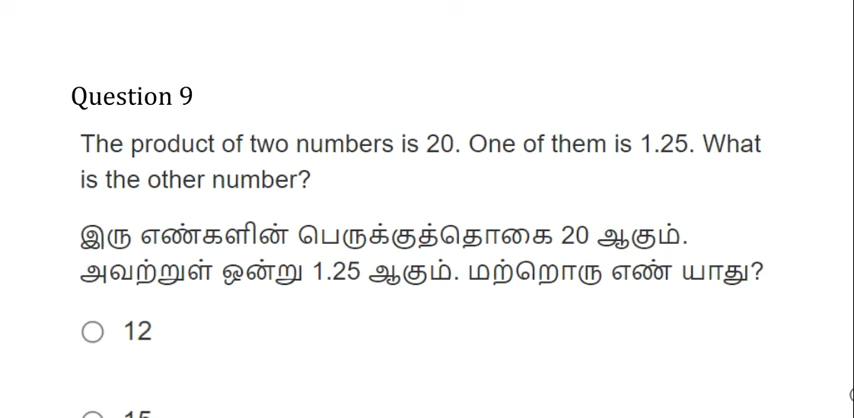 Question 9
The product of two numbers is 20. One of them is 1.25. What
is the other number?
இரு எண்களின் பெருக்குத்தொகை 20 ஆகும்.
அவற்றுள் ஒன்று 1.25 ஆகும். மற்றொரு எண் யாது?
12
15